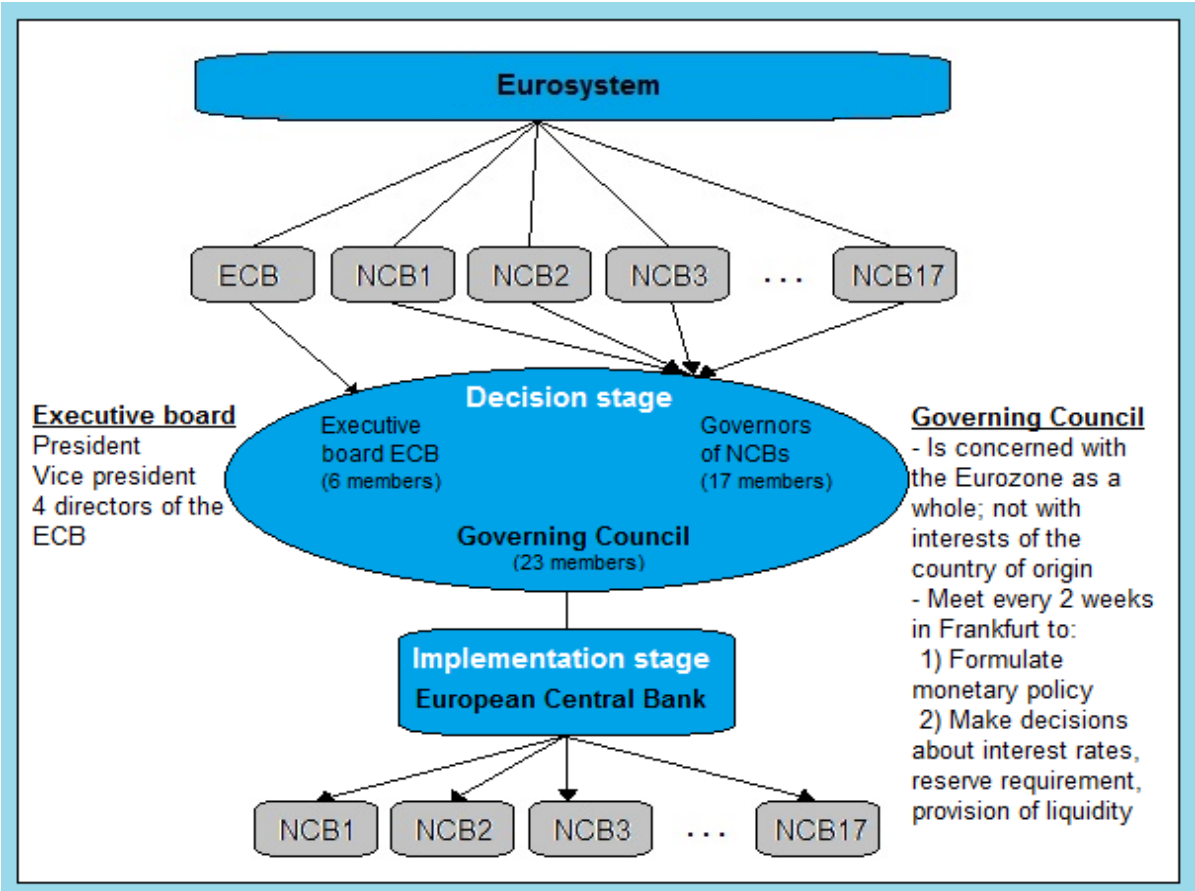 Eurosystem
ECB
NCB1
NCB2
NCB3
...
NCB17
Executive board
President
Vice president
4 directors of the
ECB
Decision stage
Executive
board ECB
(6 members)
Governors
of NCBs
(17 members)
Governing Council
(23 members)
Governing Council
- Is concerned with
the Eurozone as a
whole; not with
interests of the
country of origin
- Meet every 2 weeks
in Frankfurt to:
1) Formulate
monetary policy
2) Make decisions
about interest rates,
reserve requirement,
provision of liquidity
Implementation stage
European Central Bank
NCB1
NCB2
NCB3
...
NCB17